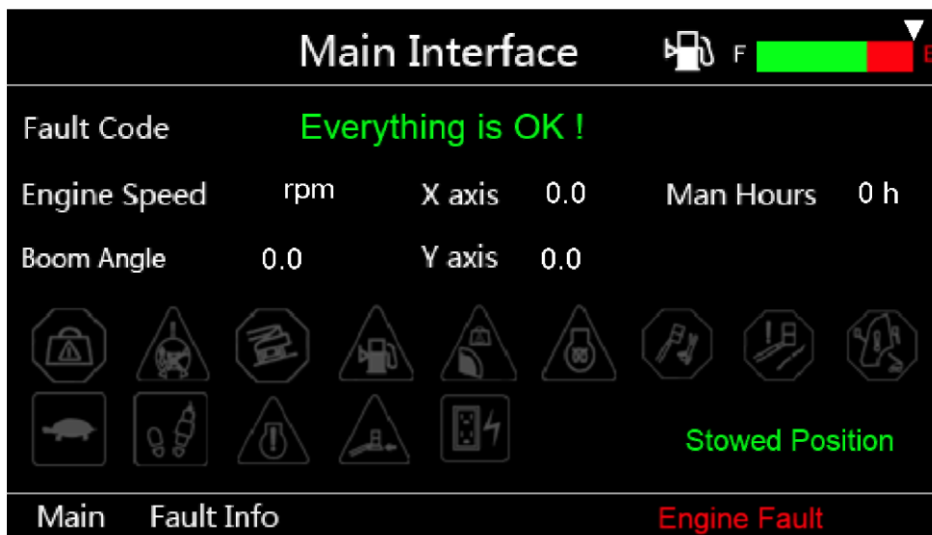 Main Interface F E
Fault Code Everything is OK !
Engine Speed rpm X axis 0.0 Man Hours 0 h
Boom Angle 0.0 Y axis 0.0
Stowed Position
Main Fault Info Engine Fault